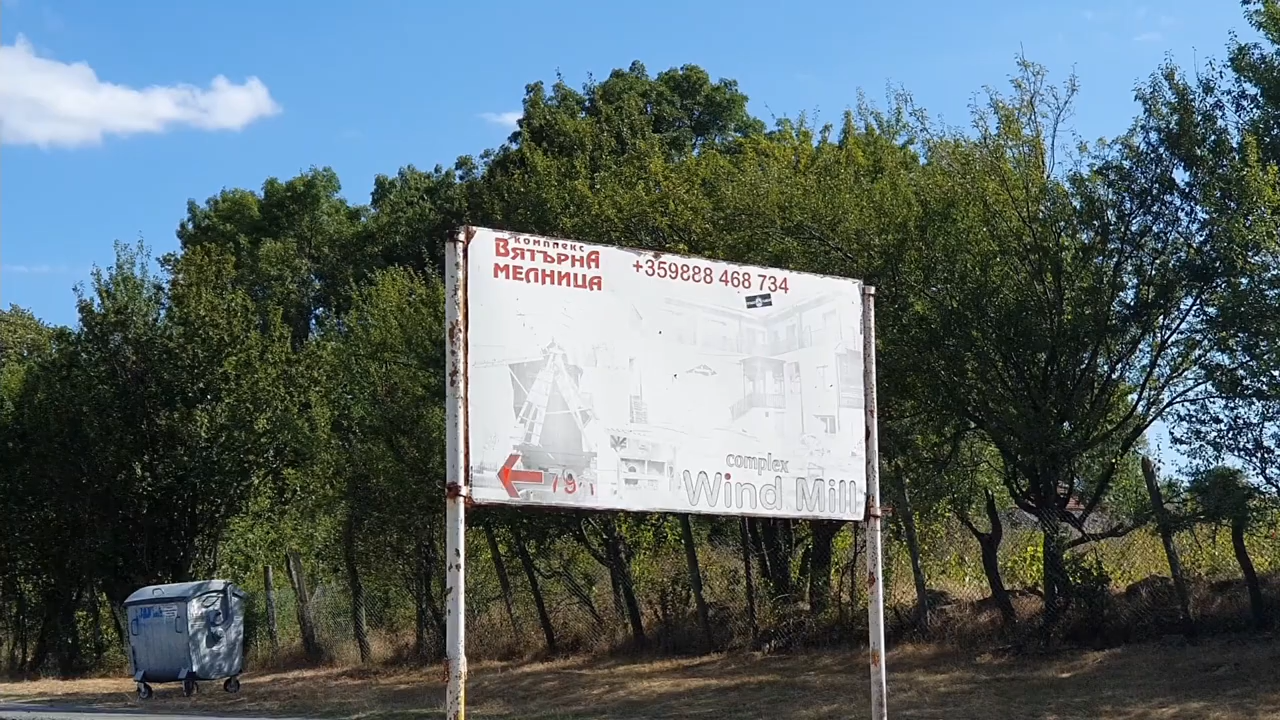 комплекс
ВЯТЪРНА
МЕЛНИЦА
+359888 468 734
complex
Wind Mill